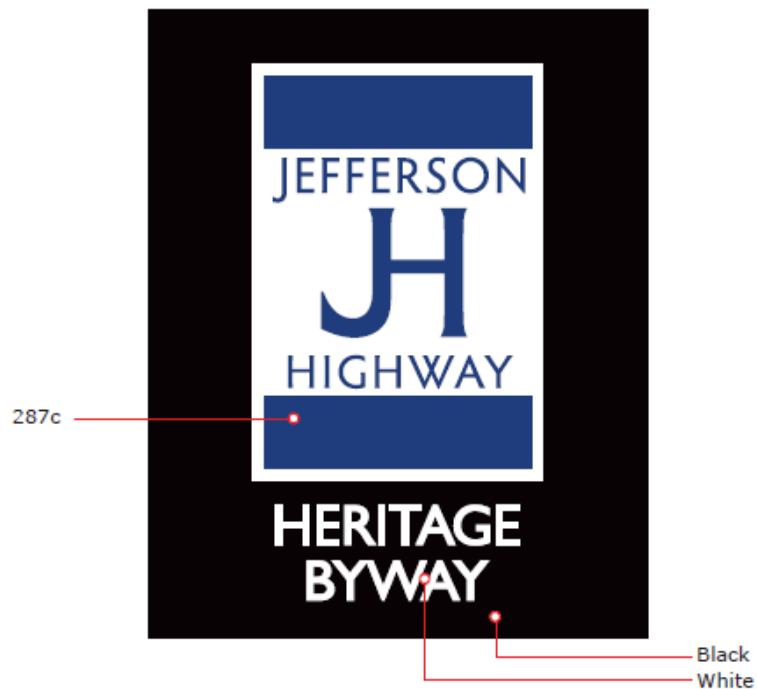 JEFFERSON
JH
HIGHWAY
287c
HERITAGE
BYWAY
Black
White